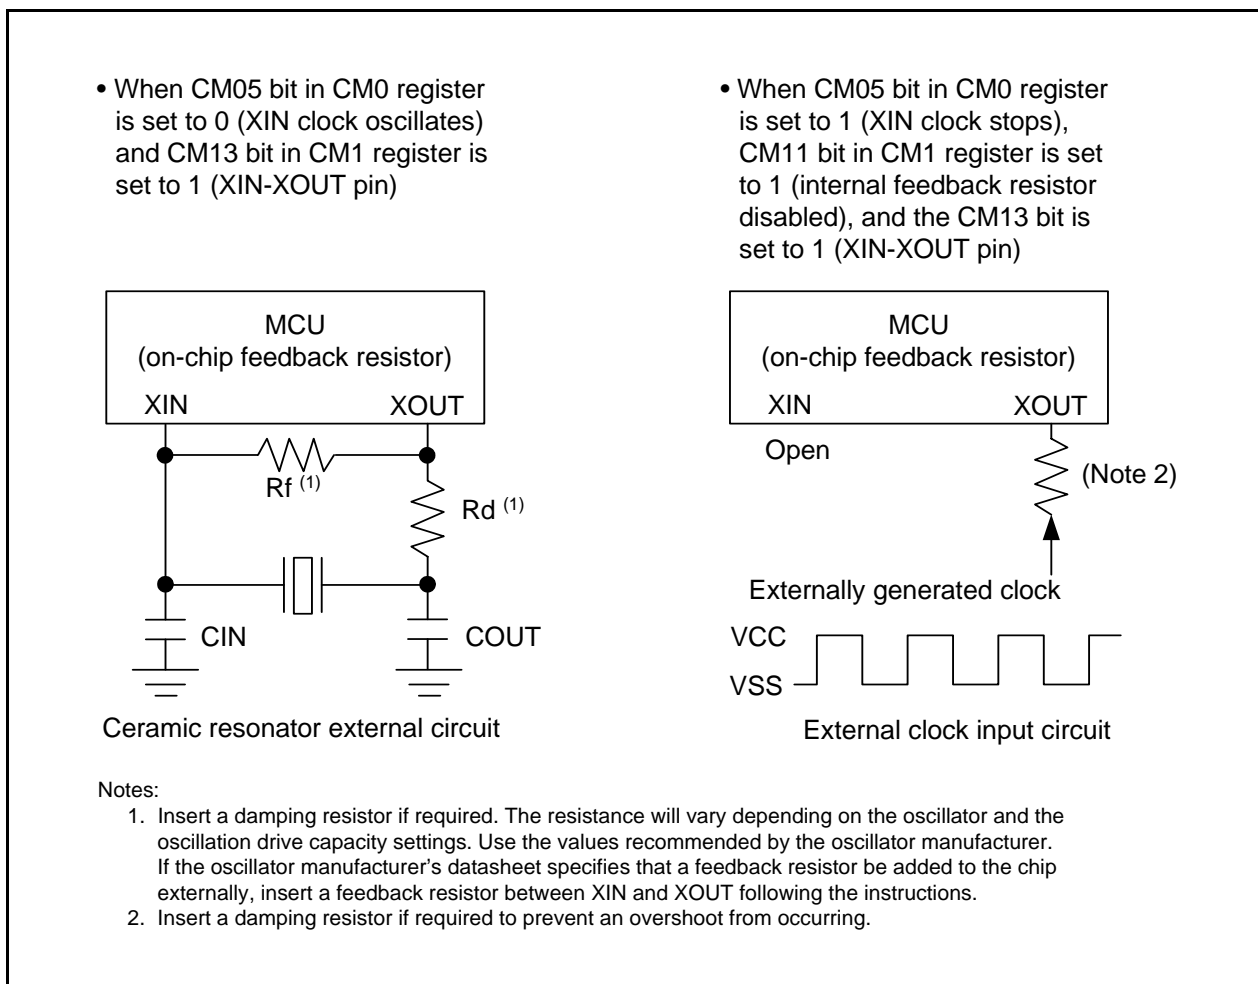 • When CM05 bit in CM0 register
is set to 0 (XIN clock oscillates)
and CM13 bit in CM1 register is
set to 1 (XIN-XOUT pin)
MCU
(on-chip feedback resistor)
XIN
XOUT
Rf (1)
Rd (1)
CIN
COUT
Ceramic resonator external circuit
• When CM05 bit in CM0 register
is set to 1 (XIN clock stops),
CM11 bit in CM1 register is set
to 1 (internal feedback resistor
disabled), and the CM13 bit is
set to 1 (XIN-XOUT pin)
MCU
(on-chip feedback resistor)
XIN
XOUT
Open
(Note 2)
Externally generated clock
VCC
VSS
External clock input circuit
Notes:
1. Insert a damping resistor if required. The resistance will vary depending on the oscillator and the
oscillation drive capacity settings. Use the values recommended by the oscillator manufacturer.
If the oscillator manufacturer's datasheet specifies that a feedback resistor be added to the chip
externally, insert a feedback resistor between XIN and XOUT following the instructions.
2. Insert a damping resistor if required to prevent an overshoot from occurring.